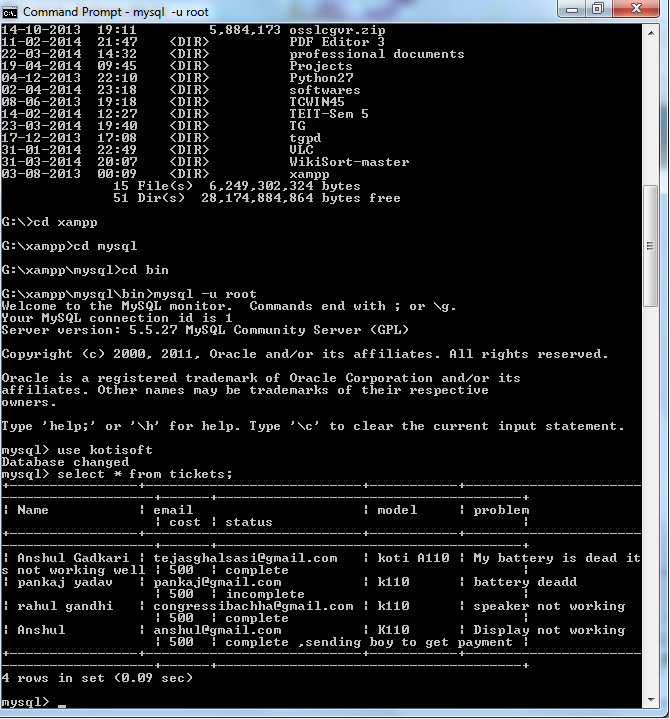 Command Prompt - mysql -u root
14-10-2013  19:11         5,884,173 osslcgvr.zip
11-02-2014  21:47    <DIR>          PDF Editor 3
22-03-2014  14:32    <DIR>          professional documents
19-04-2014  09:45    <DIR>          Projects
04-12-2013  22:10    <DIR>          Python27
02-04-2014  23:18    <DIR>          softwares
08-06-2013  19:18    <DIR>          TCWIN45
14-02-2014  12:27    <DIR>          TEIT-Sem 5
23-03-2014  19:40    <DIR>          TG
17-12-2013  17:08    <DIR>          tgpd
31-01-2014  22:49    <DIR>          VLC
31-03-2014  20:07    <DIR>          WikiSort-master
03-08-2013  00:09    <DIR>          xampp
15 File(s)  6,249,302,324 bytes
51 Dir(s)  28,174,884,864 bytes free
G:\>cd xampp
G:\xampp>cd mysql
G:\xampp\mysql>cd bin
G:\xampp\mysql\bin>mysql -u root
Welcome to the MySQL monitor.  Commands end with ; or \g.
Your MySQL connection id is 1
Server version: 5.5.27 MySQL Community Server (GPL)
Copyright (c) 2000, 2011, Oracle and/or its affiliates. All rights reserved.
Oracle is a registered trademark of Oracle Corporation and/or its
affiliates. Other names may be trademarks of their respective
owners.
Type 'help;' or '\h' for help. Type '\c' to clear the current input statement.
mysql> use kotisoft
Database changed
mysql> select * from tickets;
| Name | email | model | problem
| cost | status |
| Anshul Gadkari | tejasghalsasi@gmail.com | koti A110 | My battery is dead it
s not working well | 500 | complete |
| pankaj yadav | pankaj@gmail.com | k110 | battery deadd
| 500 | incomplete |
| rahul gandhi | congressibachha@gmail.com | k110 | speaker not working
| 500 | complete |
| Anshul | anshul@gmail.com | K110 | Display not working
| 500 | complete ,sending boy to get payment |
4 rows in set (0.09 sec)
mysql> _